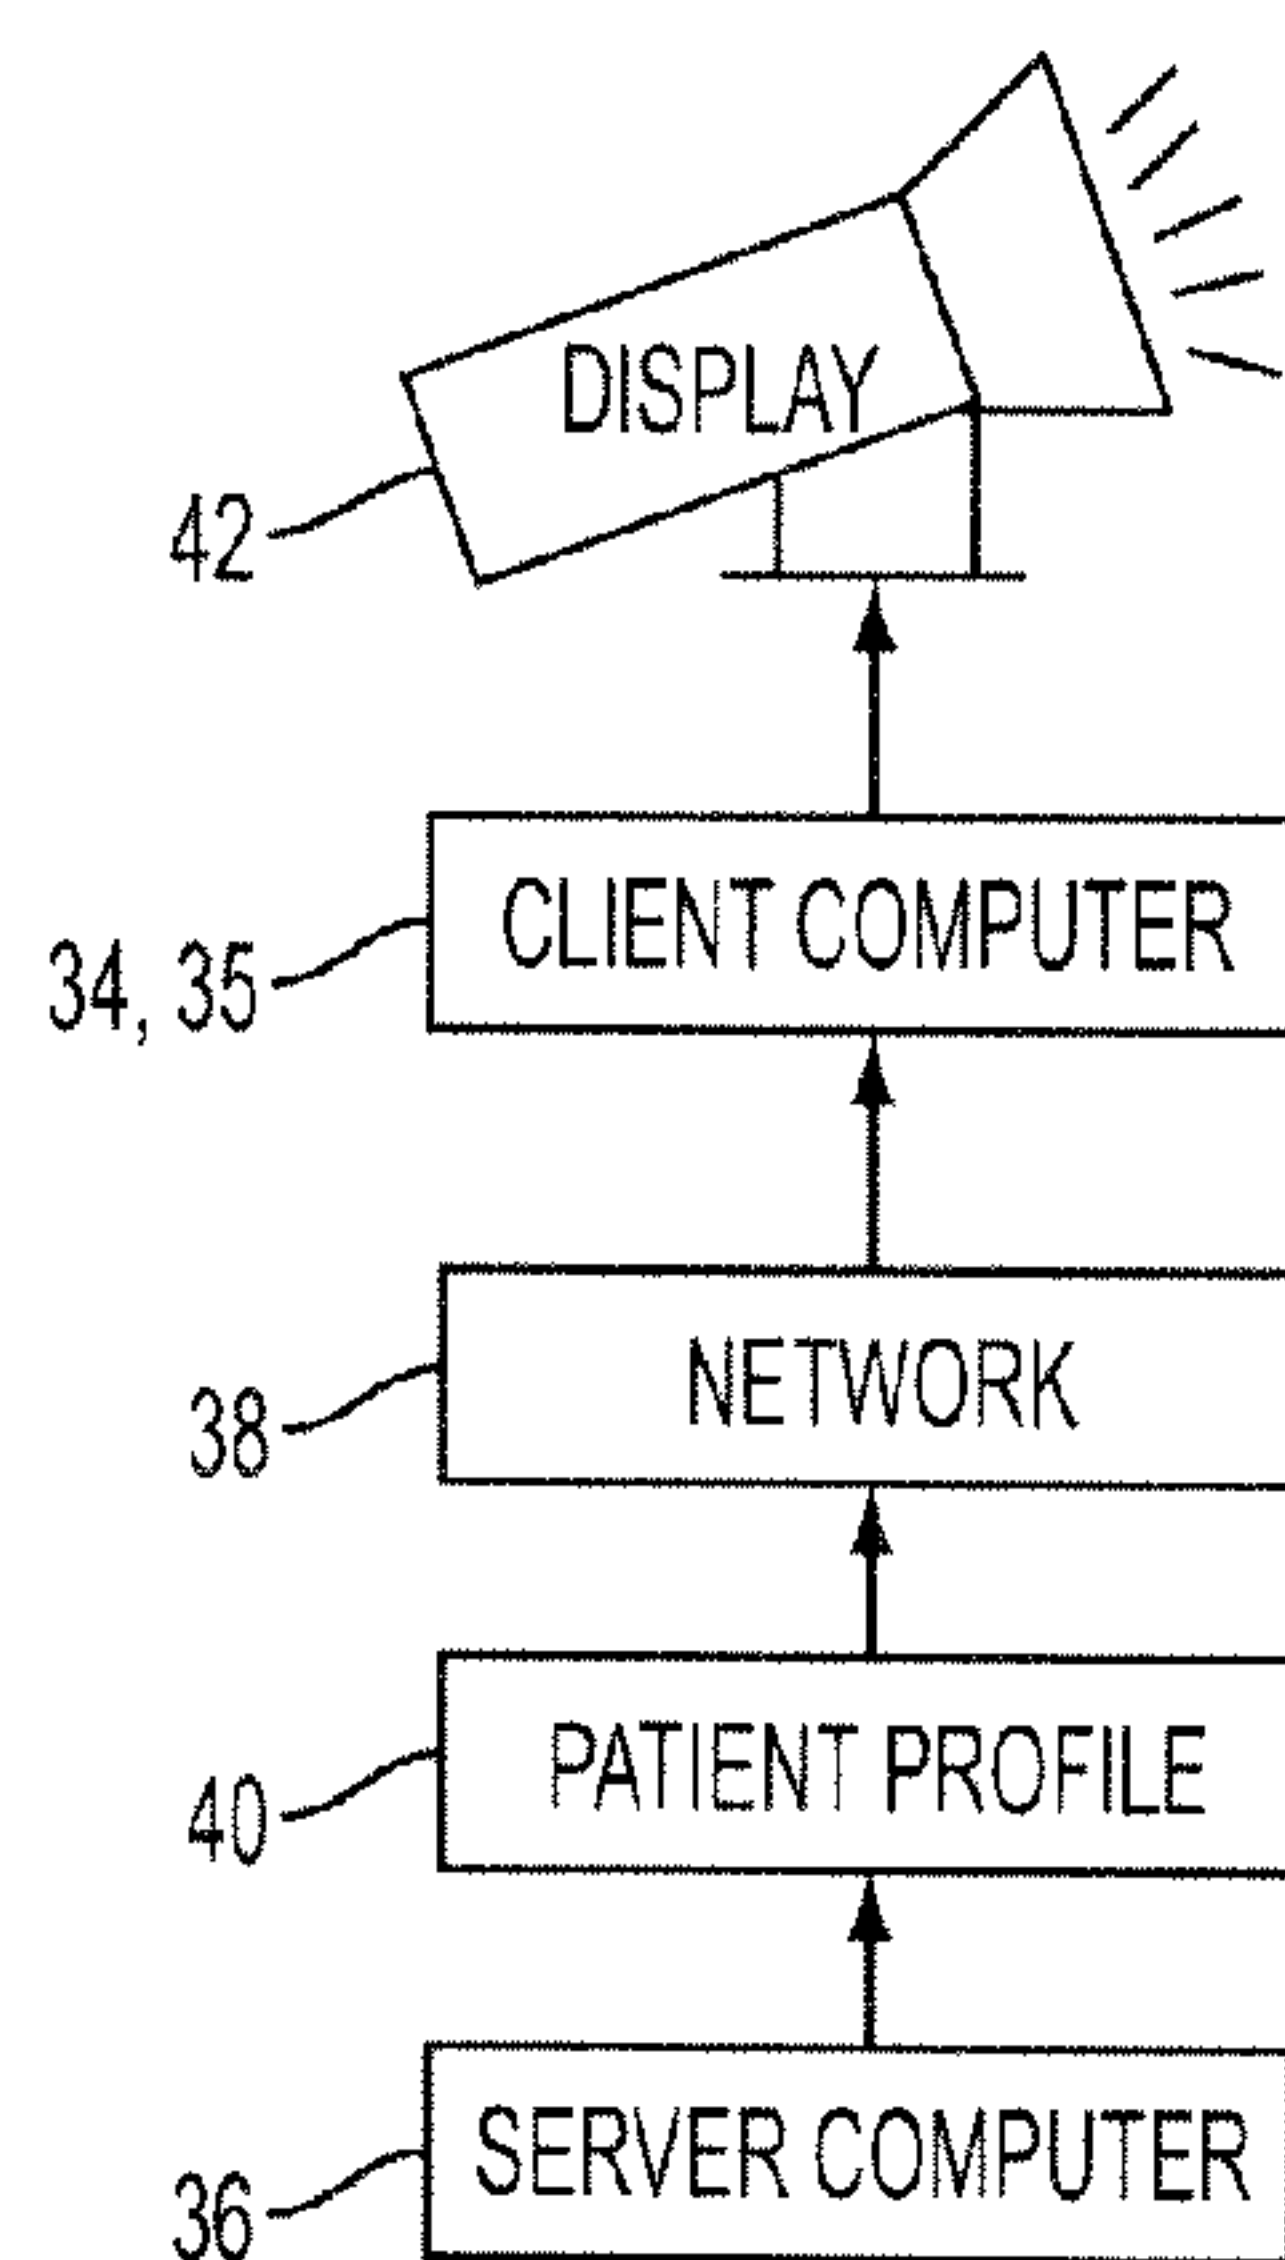 DISPLAY
42
CLIENT COMPUTER
34, 35
NETWORK
38
PATIENT PROFILE
40
SERVER COMPUTER
36